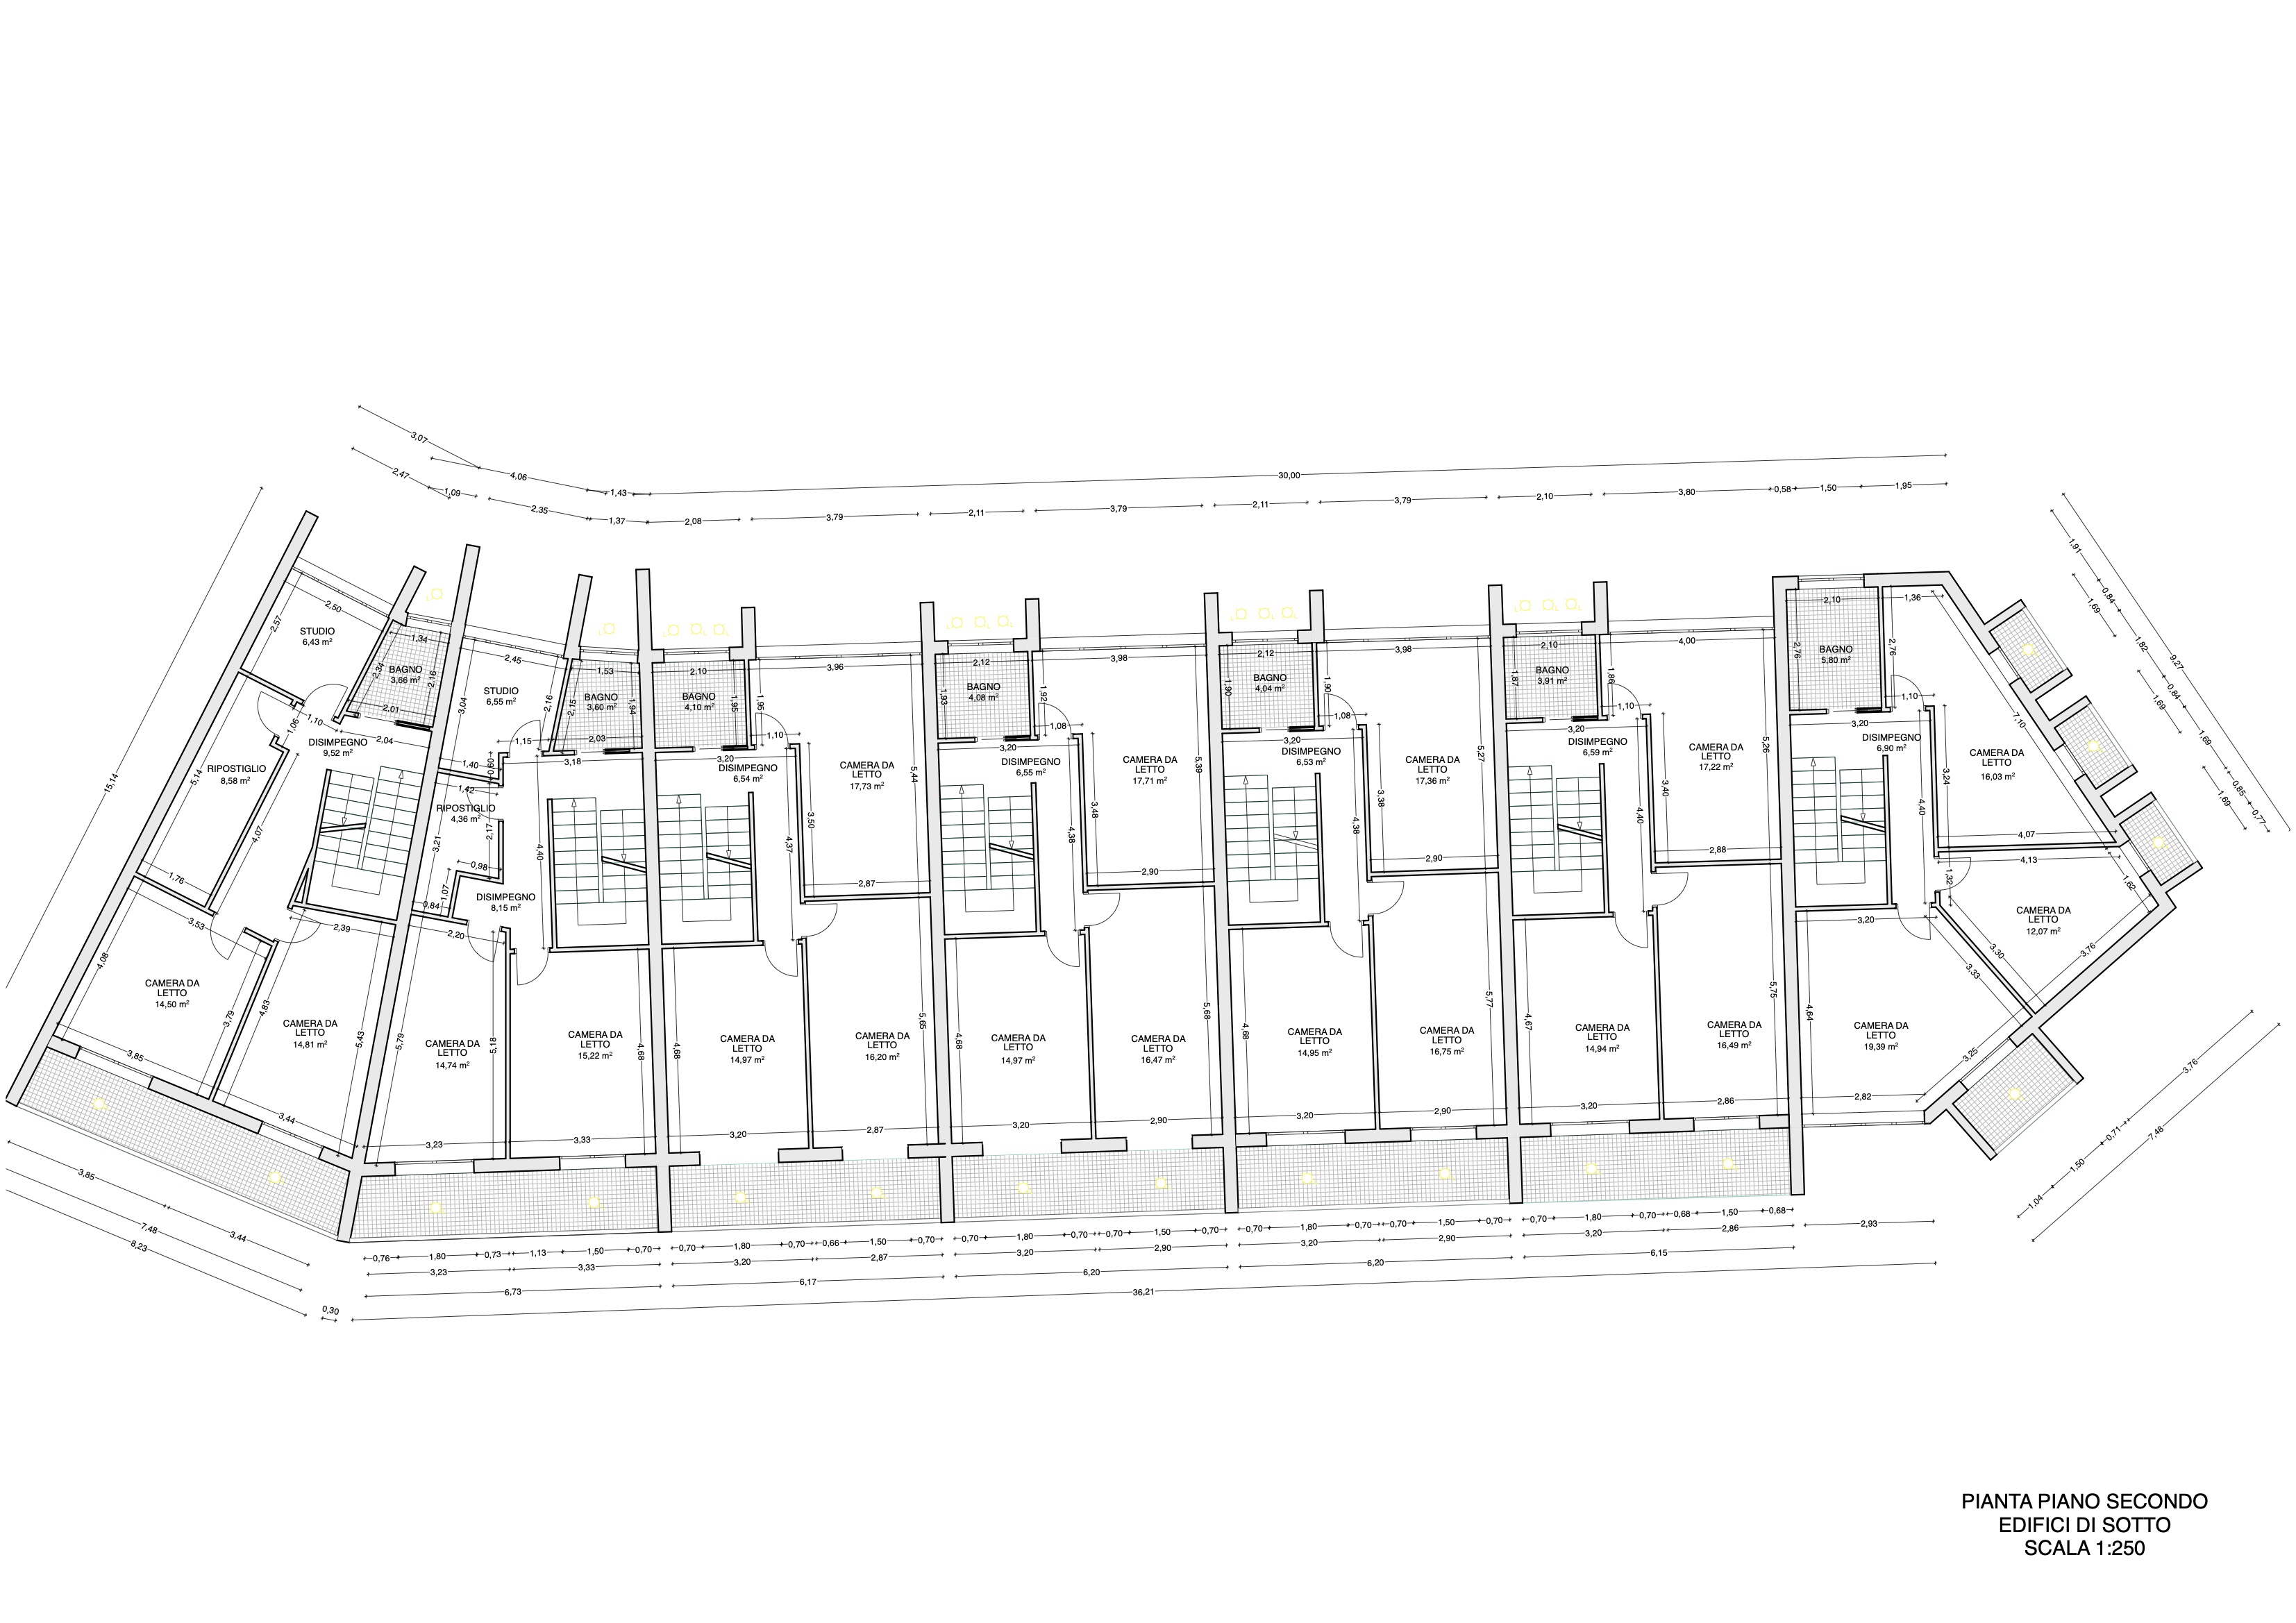 3,07
4,06
30,00
2,47
1,09
2,35
1,43
1,37
2,08
3,79
2,11
3,79
2,11
3,79
2,10
3,80
0,58
1,50
1,95
1,91
0,84
1,69
1,82
9,27
0,84
1,69
1,69
0,85
0,77
1,69
15,14
2,50
2,57
STUDIO
6,43 m²
1,34
BAGNO
3,66 m²
2,34
2,16
2,01
1,10
1,06
2,04
DISIMPEGNO
9,52 m²
RIPOSTIGLIO
8,58 m²
5,14
4,07
1,76
3,53
2,39
4,08
CAMERA DA
LETTO
14,50 m²
3,79
4,83
CAMERA DA
LETTO
14,81 m²
5,43
3,85
3,44
2,45
3,04
STUDIO
6,55 m²
2,16
2,15
1,53
BAGNO
3,60 m²
1,94
2,03
1,15
3,18
1,40
0,60
1,42
RIPOSTIGLIO
4,36 m²
2,17
3,21
0,98
1,07
0,84
DISIMPEGNO
8,15 m²
4,40
2,20
5,79
CAMERA DA
LETTO
14,74 m²
5,18
CAMERA DA
LETTO
15,22 m²
4,68
3,23
3,33
2,10
BAGNO
4,10 m²
1,95
1,95
1,10
3,20
DISIMPEGNO
6,54 m²
3,96
CAMERA DA
LETTO
17,73 m²
5,44
3,50
4,37
2,87
4,68
CAMERA DA
LETTO
14,97 m²
CAMERA DA
LETTO
16,20 m²
5,65
3,20
2,87
2,12
BAGNO
4,08 m²
1,93
1,92
1,08
3,20
DISIMPEGNO
6,55 m²
3,98
CAMERA DA
LETTO
17,71 m²
5,39
3,48
4,38
2,90
4,68
CAMERA DA
LETTO
14,97 m²
CAMERA DA
LETTO
16,47 m²
5,68
3,20
2,90
2,12
BAGNO
4,04 m²
1,90
1,90
1,08
3,20
DISIMPEGNO
6,53 m²
3,98
CAMERA DA
LETTO
17,36 m²
5,27
3,38
4,38
2,90
4,68
CAMERA DA
LETTO
14,95 m²
CAMERA DA
LETTO
16,75 m²
5,77
3,20
2,90
2,10
BAGNO
3,91 m²
1,87
1,86
1,10
3,20
DISIMPEGNO
6,59 m²
4,00
CAMERA DA
LETTO
17,22 m²
5,26
3,40
4,40
2,88
4,67
CAMERA DA
LETTO
14,94 m²
CAMERA DA
LETTO
16,49 m²
5,75
3,20
2,86
2,10
1,36
BAGNO
5,80 m²
2,76
2,76
1,10
3,20
DISIMPEGNO
6,90 m²
7,10
CAMERA DA
LETTO
16,03 m²
3,24
4,40
4,07
4,13
1,32
1,62
CAMERA DA
LETTO
12,07 m²
3,20
3,30
3,33
3,76
4,64
CAMERA DA
LETTO
19,39 m²
3,25
2,82
3,76
0,71
7,48
1,50
1,04
3,85
7,48
3,44
8,23
0,30
0,76
1,80
0,73
1,13
1,50
0,70
0,70
1,80
0,70
0,66
1,50
0,70
0,70
1,80
0,70
0,70
1,50
0,70
0,70
1,80
0,70
0,70
1,50
0,70
0,70
1,80
0,70
0,68
1,50
0,68
2,93
3,23
3,33
3,20
2,87
3,20
2,90
3,20
2,90
3,20
2,86
6,73
6,17
6,20
6,20
6,15
36,21
PIANTA PIANO SECONDO
EDIFICI DI SOTTO
SCALA 1:250